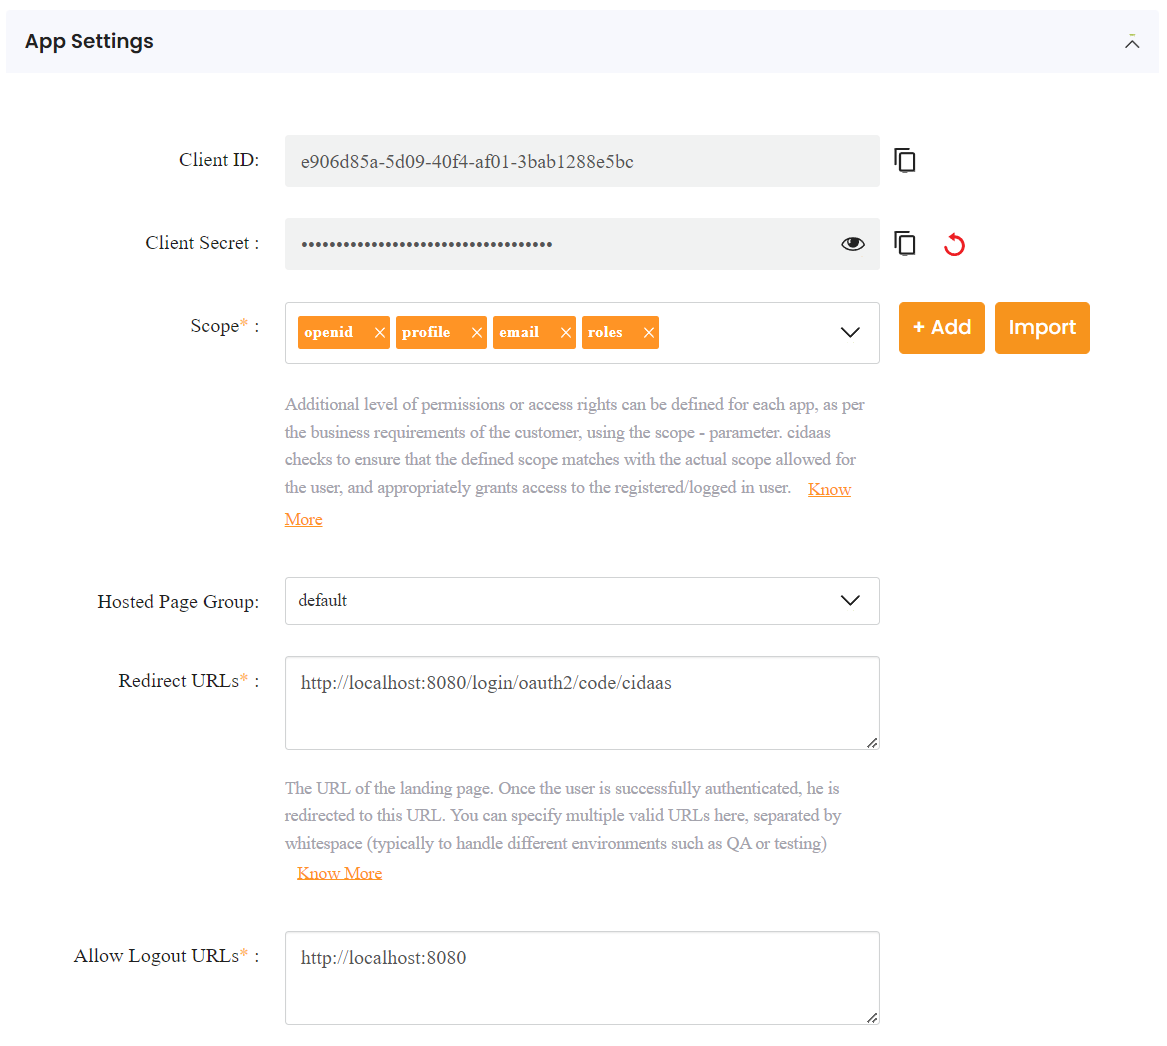 App Settings
Client ID:
e906d85a-5d09-40f4-af01-3bab1288e5bc
Client Secret :
••••••••••••••••••••••••••••••••••••
Scope* :
openid × profile × email × roles ×
+ Add
Import
Additional level of permissions or access rights can be defined for each app, as per
the business requirements of the customer, using the scope - parameter. cidaas
checks to ensure that the defined scope matches with the actual scope allowed for
the user, and appropriately grants access to the registered/logged in user. Know
More
Hosted Page Group:
default
Redirect URLs* :
http://localhost:8080/login/oauth2/code/cidaas
The URL of the landing page. Once the user is successfully authenticated, he is
redirected to this URL. You can specify multiple valid URLs here, separated by
whitespace (typically to handle different environments such as QA or testing)
Know More
Allow Logout URLs* :
http://localhost:8080